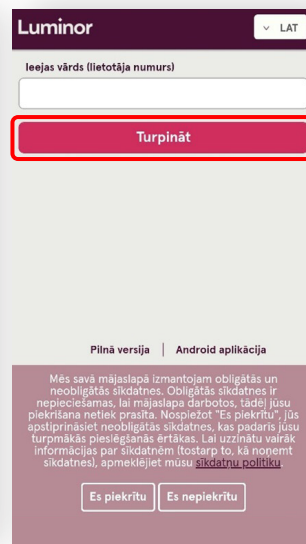 Luminor
LAT
Ieejas vārds (lietotāja numurs)
Turpināt
Pilnā versija | Android aplikācija
Mēs savā mājaslapā izmantojam obligātās un
neobligātās sīkdatnes. Obligātās sīkdatnes ir
nepieciešamas, lai mājaslapa darbotos, tādēļ jūsu
piekrišana netiek prasīta. Nospiežot "Es piekrītu", jūs
apstiprināsiet neobligātās sīkdatnes, kas padarīs jūsu
turpmākās pieslēgšanās ērtākas. Lai uzzinātu vairāk
informācijas par sīkdatnēm (tostarp to, kā noņemt
sīkdatnes), apmeklējiet mūsu sīkdatņu politiku.
Es piekrītu
Es nepiekrītu